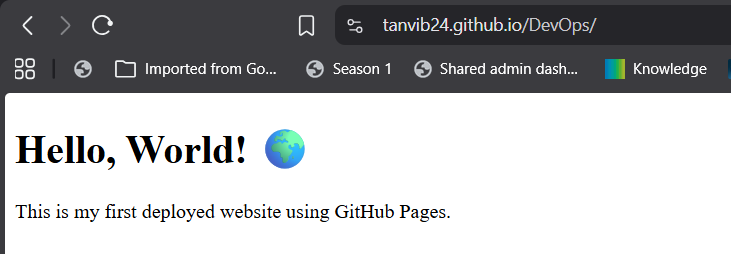 tanvib24.github.io/DevOps/
Imported from Go... Season 1 Shared admin dash... Knowledge
Hello, World! 🌍
This is my first deployed website using GitHub Pages.